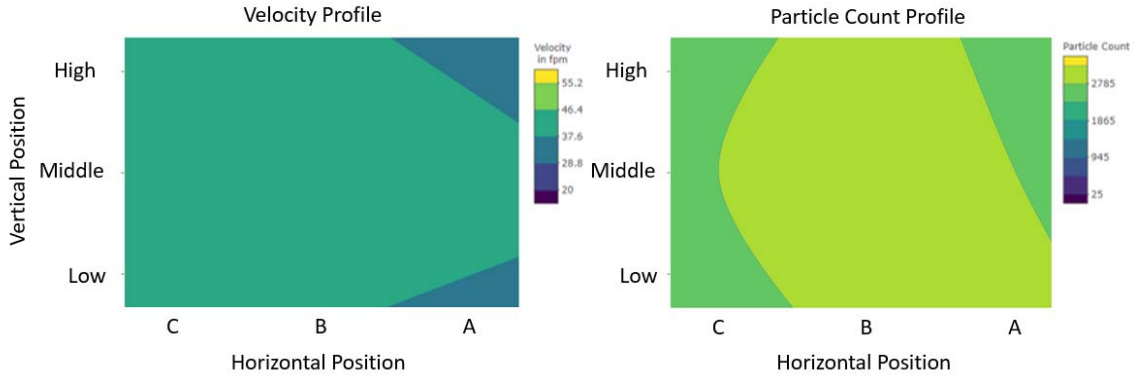 Velocity Profile
Velocity
in fpm
55.2
46.4
37.6
28.8
20
High
Middle
Low
Vertical Position
C
B
A
Horizontal Position
Particle Count Profile
Particle Count
2785
1865
945
25
High
Middle
Low
C
B
A
Horizontal Position